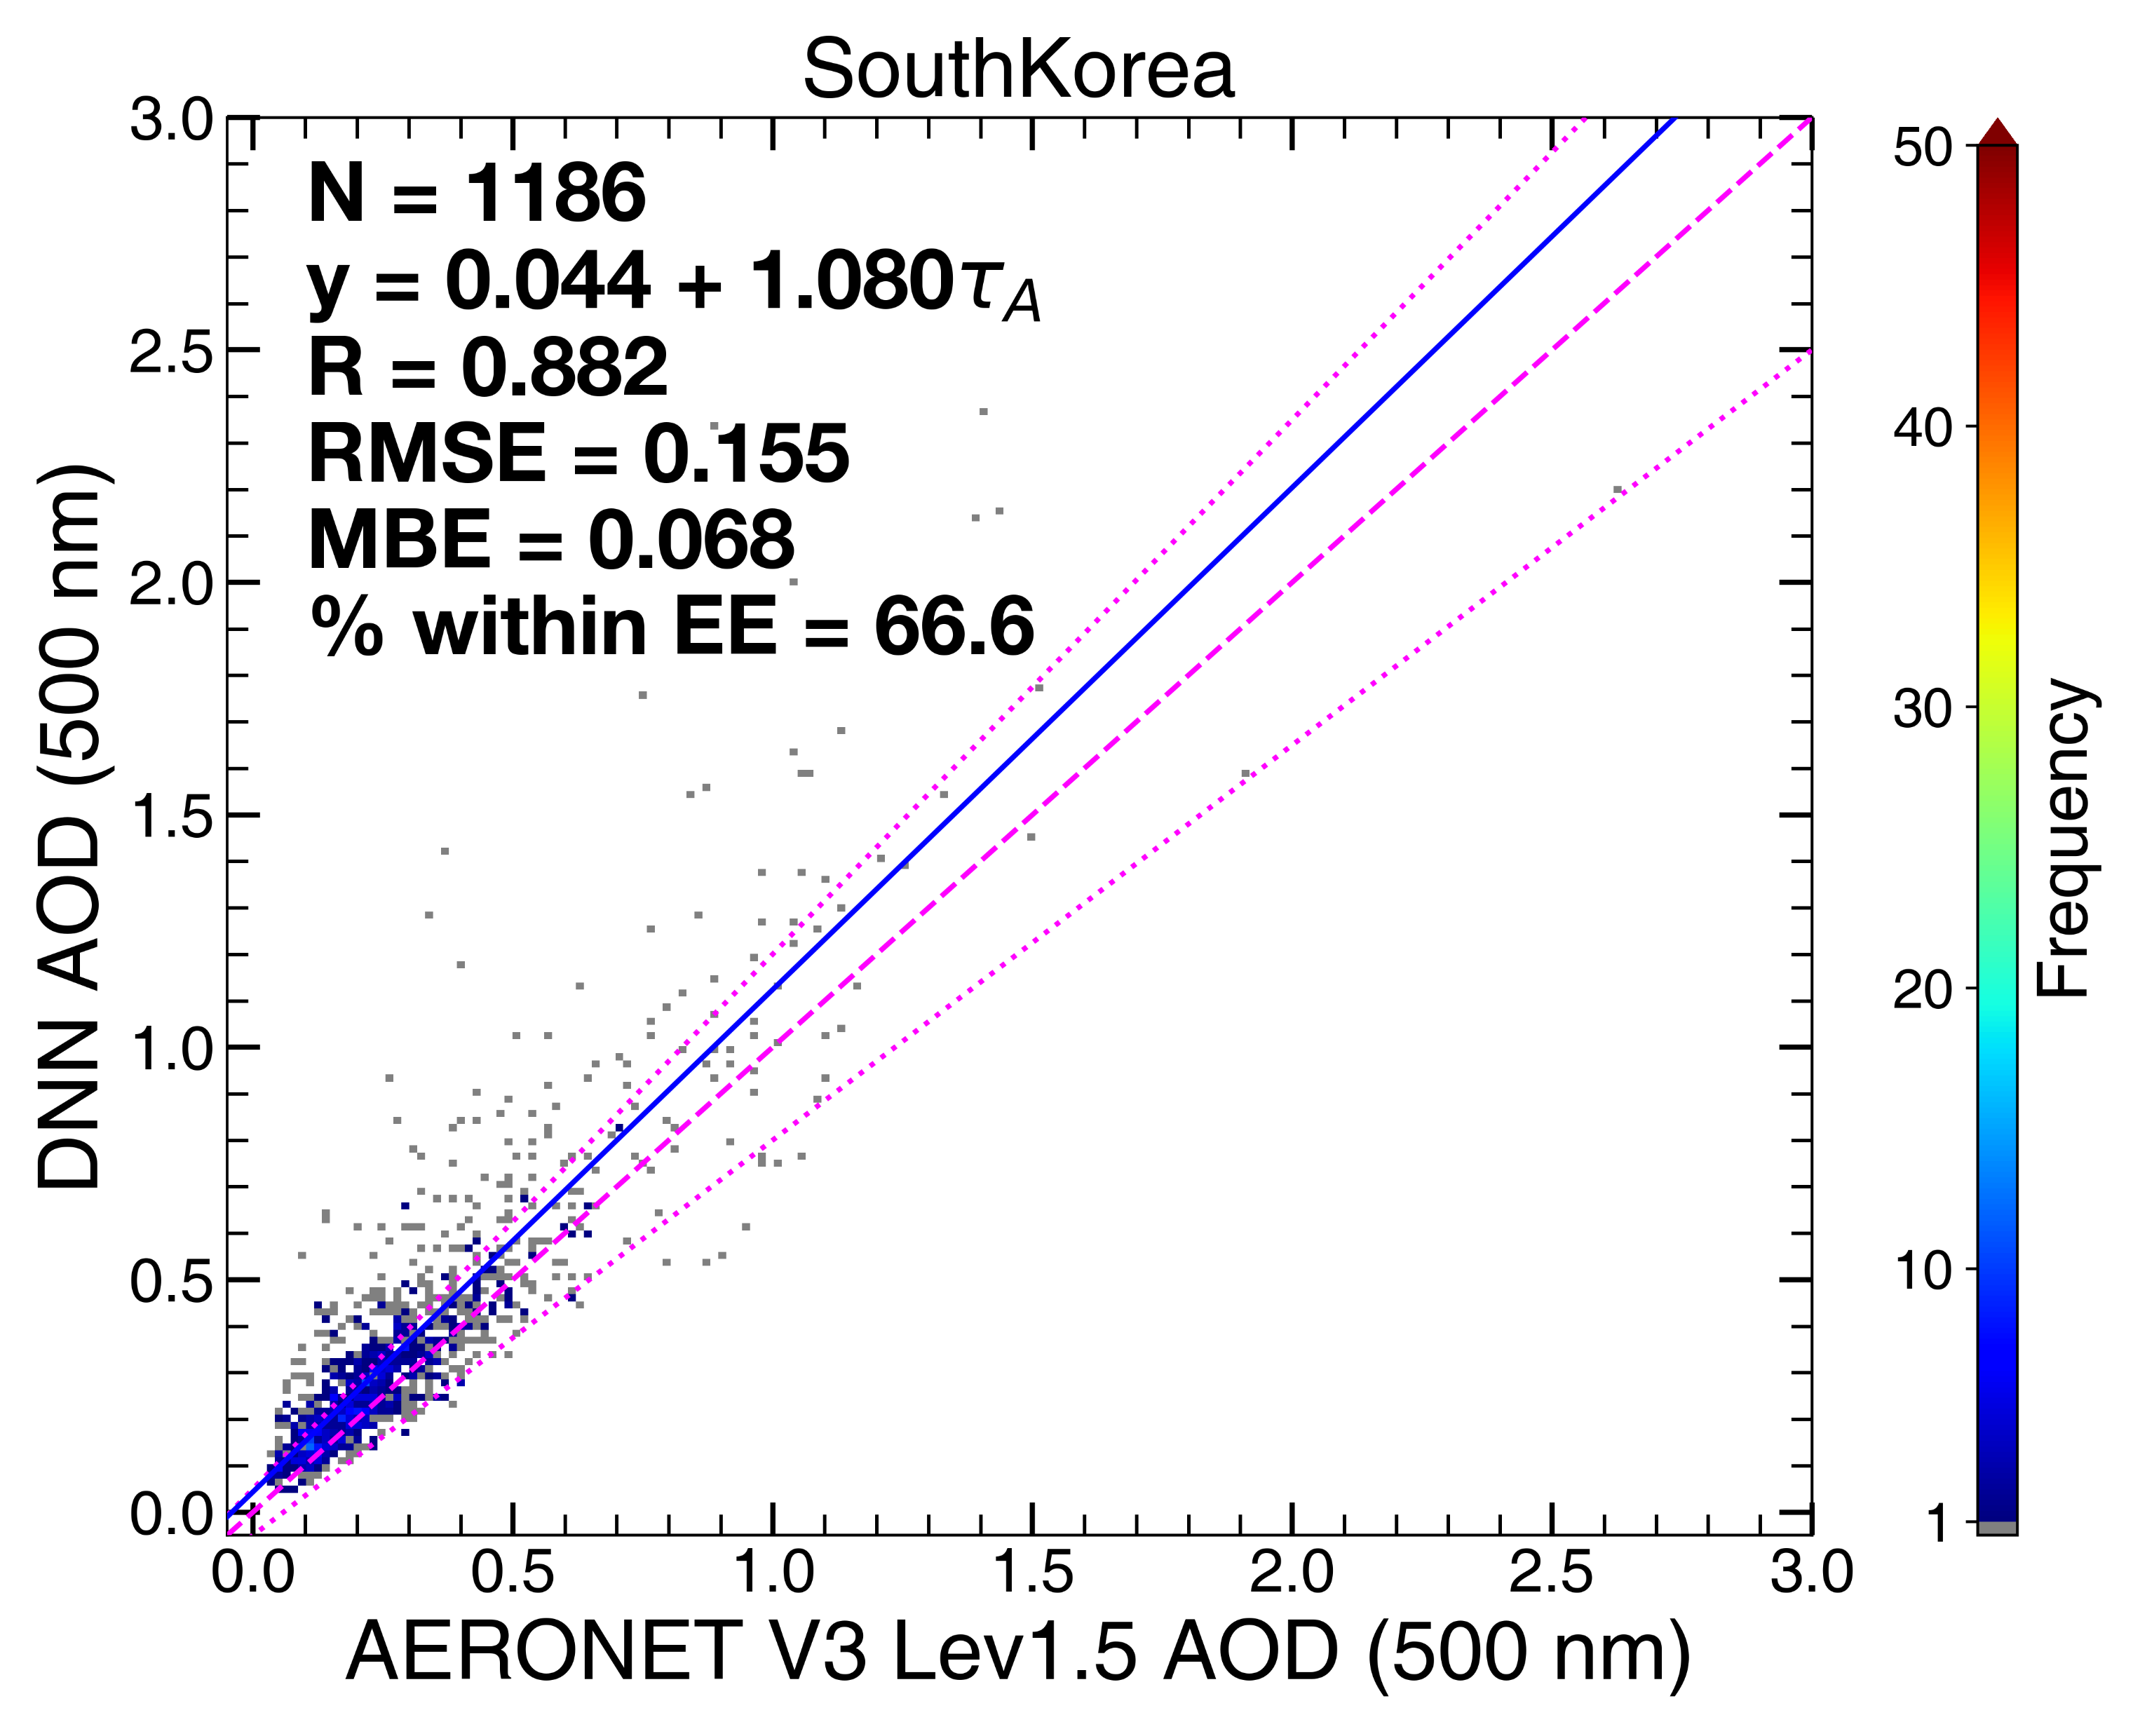 SouthKorea
N = 1186
y = 0.044 + 1.080τ_A
R = 0.882
RMSE = 0.155
MBE = 0.068
% within EE = 66.6
DNN AOD (500 nm)
3.0
2.5
2.0
1.5
1.0
0.5
0.0
0.0 0.5 1.0 1.5 2.0 2.5 3.0
AERONET V3 Lev1.5 AOD (500 nm)
50
40
30
20
10
1
Frequency